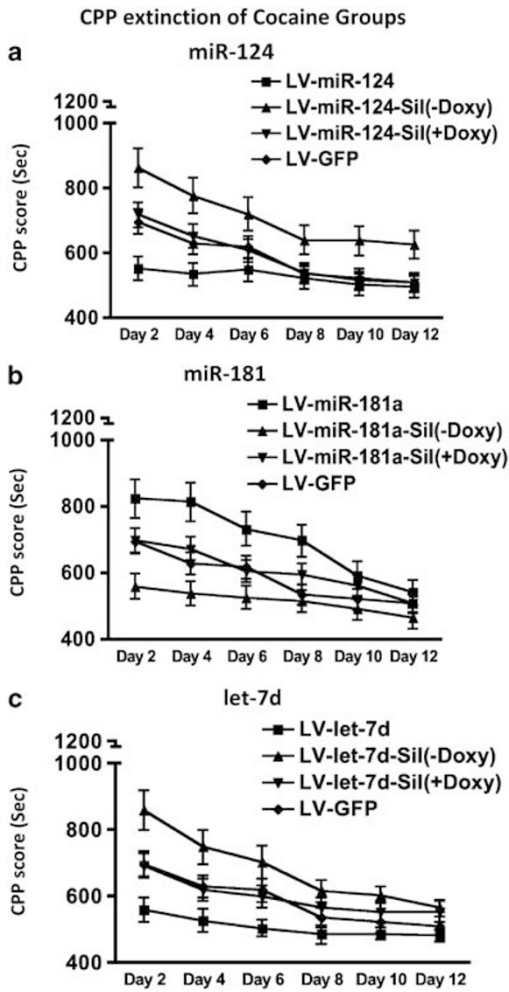 CPP extinction of Cocaine Groups
a
miR-124
LV-miR-124
LV-miR-124-Sil(-Doxy)
LV-miR-124-Sil(+Doxy)
LV-GFP
CPP score (Sec)
1200
1000
800
600
400
Day 2 Day 4 Day 6 Day 8 Day 10 Day 12
b
miR-181
LV-miR-181a
LV-miR-181a-Sil(-Doxy)
LV-miR-181a-Sil(+Doxy)
LV-GFP
CPP score (Sec)
1200
1000
800
600
400
Day 2 Day 4 Day 6 Day 8 Day 10 Day 12
c
let-7d
LV-let-7d
LV-let-7d-Sil(-Doxy)
LV-let-7d-Sil(+Doxy)
LV-GFP
CPP score (Sec)
1200
1000
800
600
400
Day 2 Day 4 Day 6 Day 8 Day 10 Day 12